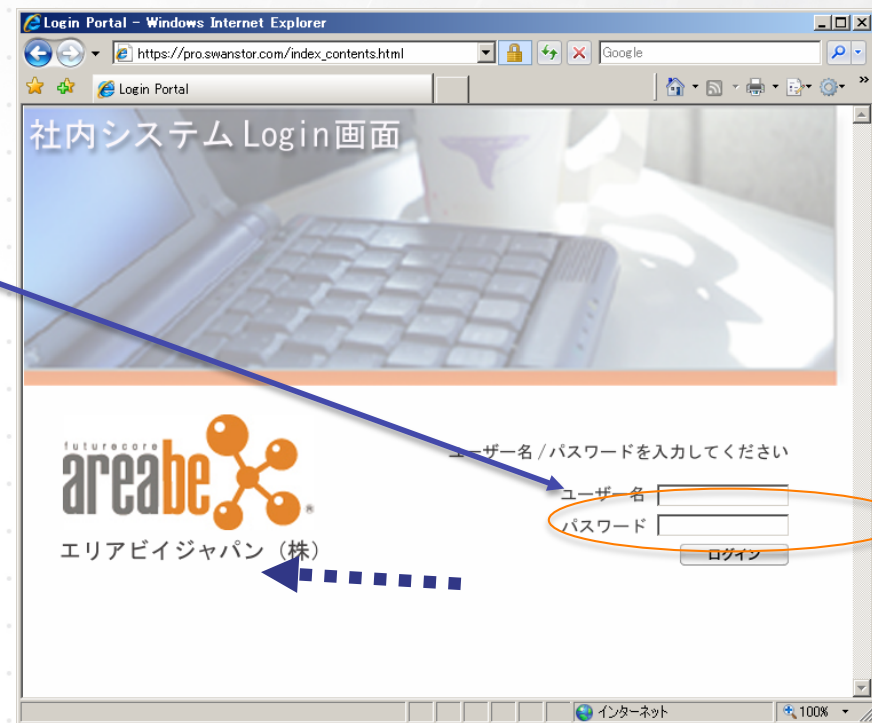 Login Portal - Windows Internet Explorer
https://pro.swanstor.com/index_contents.html
Google
Login Portal
社内システム Login画面
futurecore
areabe
ユーザー名/パスワードを入力してください
ユーザー名
パスワード
エリアビイジャパン（株）
ログイン
インターネット
100%